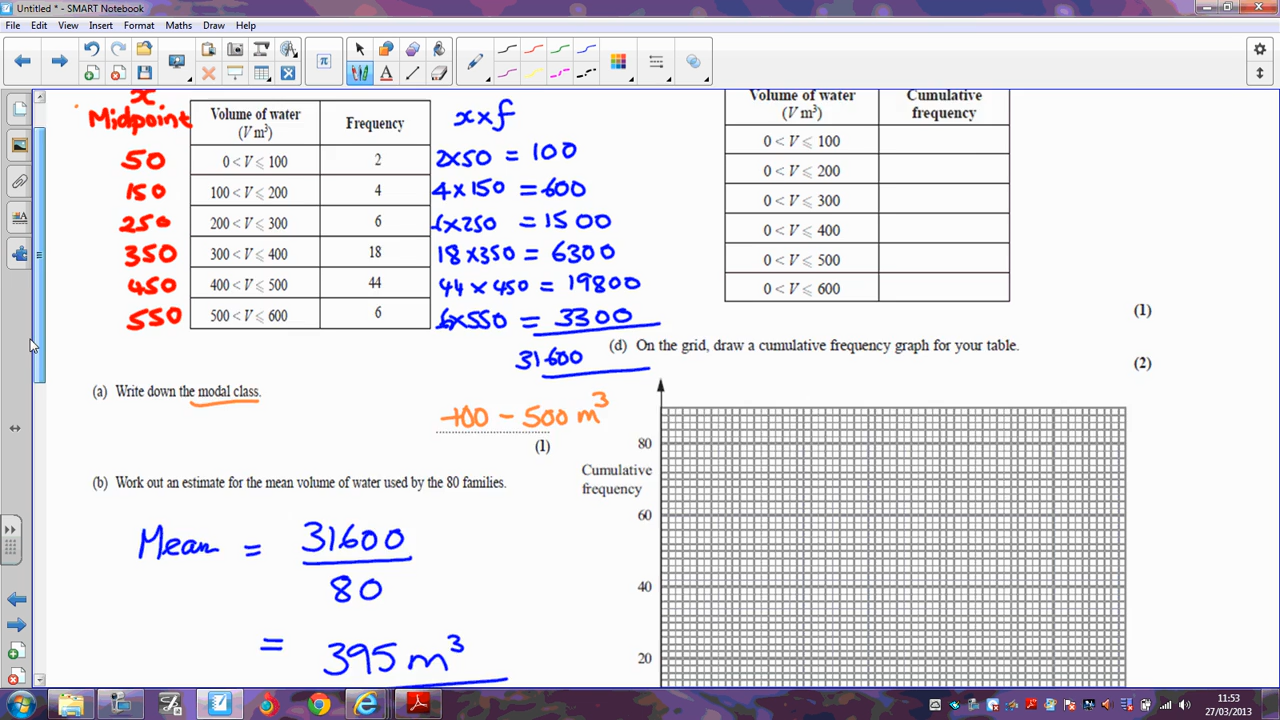 Untitled * - SMART Notebook
File Edit View Insert Format Maths Draw Help
x
Midpoint Volume of water (V m³) Frequency x×f
50 0 < V ⩽ 100 2 2×50 = 100
150 100 < V ⩽ 200 4 4×150 = 600
250 200 < V ⩽ 300 6 6×250 = 1500
350 300 < V ⩽ 400 18 18×350 = 6300
450 400 < V ⩽ 500 44 44×450 = 19800
550 500 < V ⩽ 600 6 6×550 = 3300
31600
(a) Write down the modal class.
400 - 500 m³
(1)
(b) Work out an estimate for the mean volume of water used by the 80 families.
Mean = 31600
80
= 395 m³
Volume of water Cumulative
(V m³) frequency
0 < V ⩽ 100
0 < V ⩽ 200
0 < V ⩽ 300
0 < V ⩽ 400
0 < V ⩽ 500
0 < V ⩽ 600
(1)
(d) On the grid, draw a cumulative frequency graph for your table.
(2)
80
Cumulative
frequency
60
40
20
11:53
27/03/2013